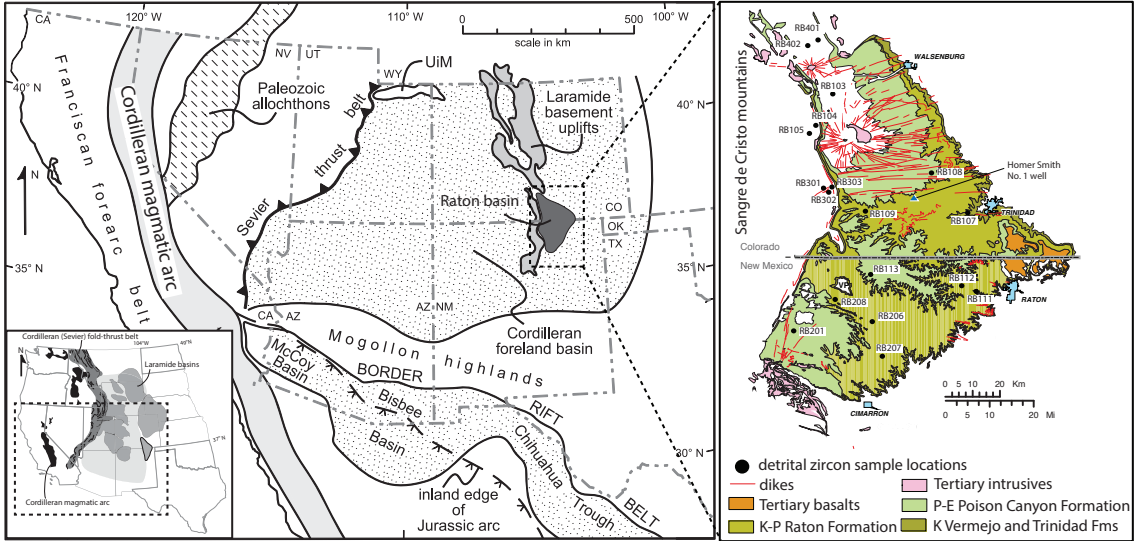 120° W
110° W
0
500
100° W
scale in km
CA
NV
UT
WY
UiM
40° N
40° N
Paleozoic
allochthons
Laramide
basement
uplifts
Franciscan forearc belt
Cordilleran magmatic arc
N
Sevier thrust belt
Raton basin
CO
OK
TX
35° N
35° N
AZ
NM
CA
AZ
Cordilleran
foreland basin
Mogollon highlands
McCoy
Basin
BORDER RIFT BELT
Bisbee
Basin
Chihuahua
Trough
30° N
inland edge
of Jurassic arc
Cordilleran (Sevier) fold-thrust belt
104°W
49°N
N
Laramide basins
37°N
Cordilleran magmatic arc
Sangre de Cristo mountains
RB401
RB402
WALSENBURG
RB103
RB104
RB105
Homer Smith
No. 1 well
RB108
RB301
RB303
RB302
RB109
RB107
TRINIDAD
Colorado
New Mexico
RB113
RB112
VP
RB111
RB208
RATON
RB206
RB201
RB207
CIMARRON
0 5 10 20 Km
0 5 10 20 Mi
detrital zircon sample locations
dikes
Tertiary intrusives
Tertiary basalts
P-E Poison Canyon Formation
K-P Raton Formation
K Vermejo and Trinidad Fms